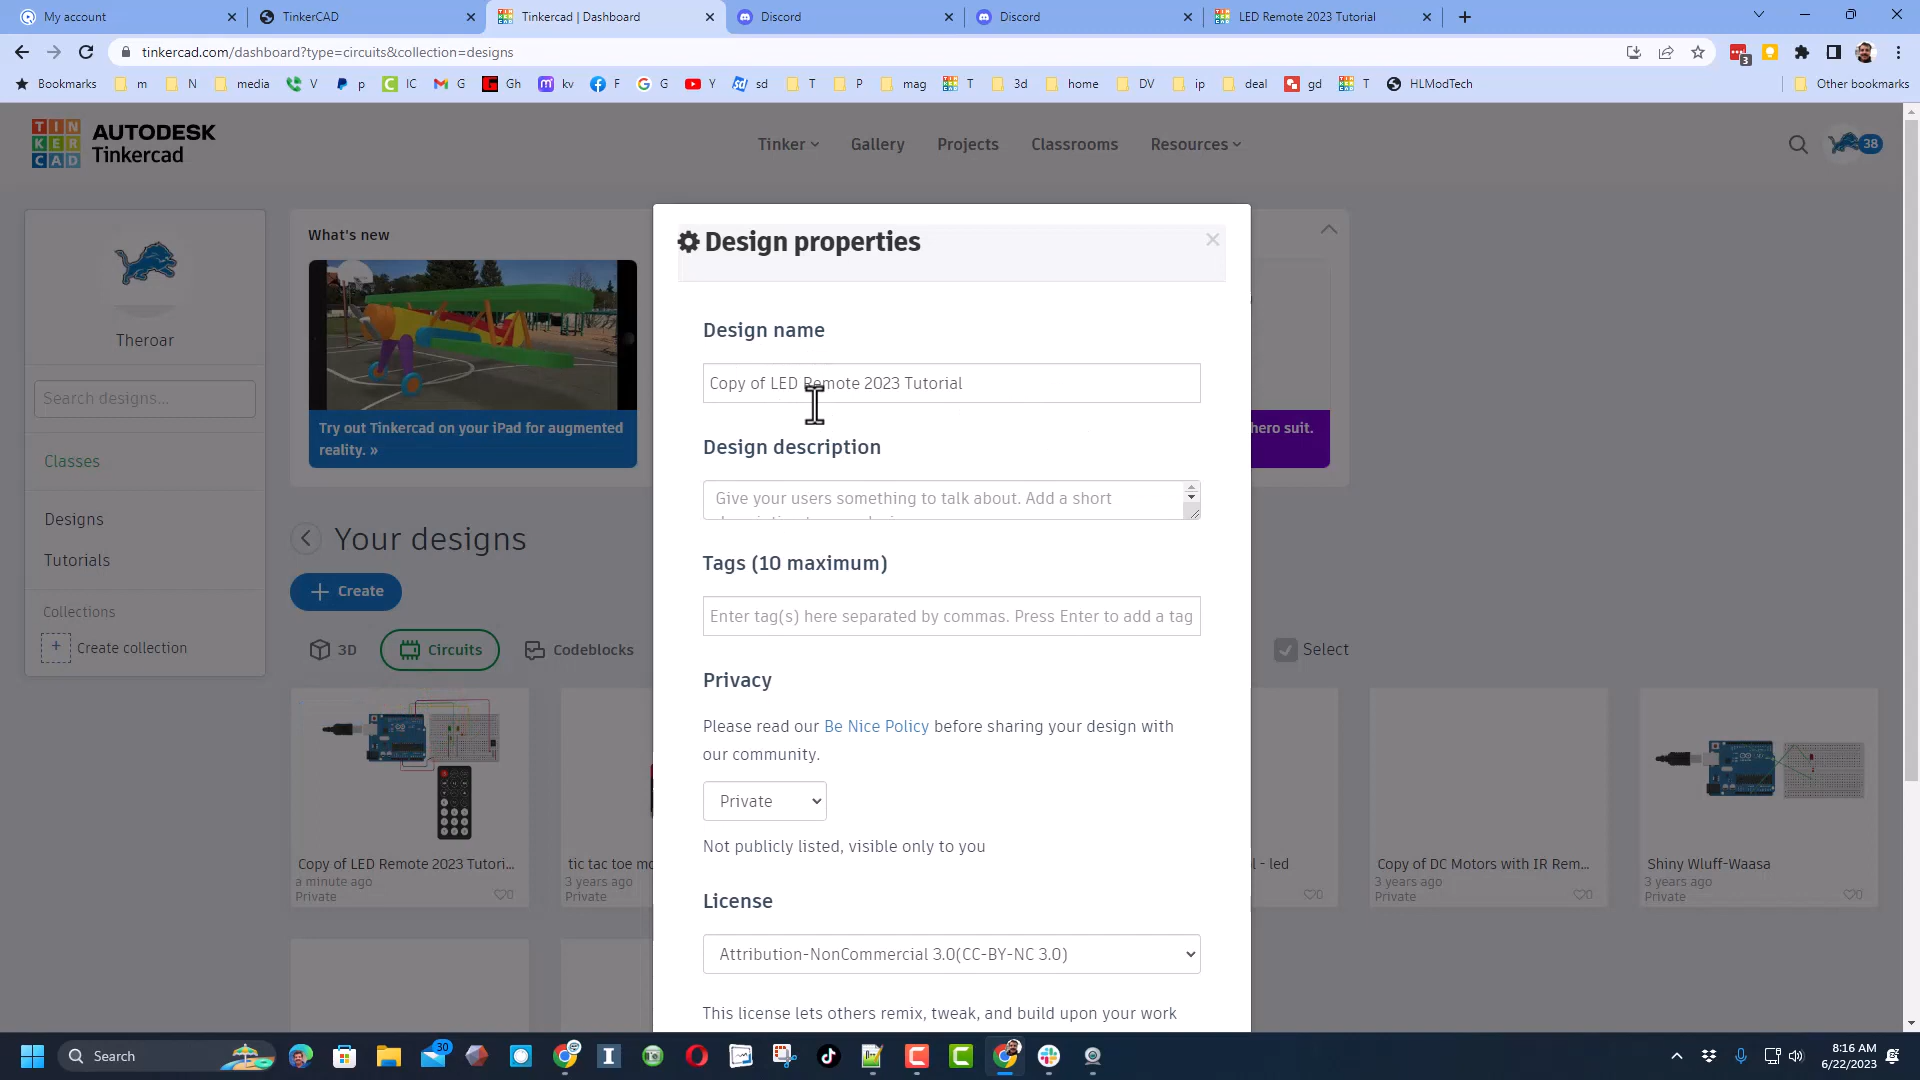 My account
TinkerCAD
Tinkercad | Dashboard
Discord
Discord
LED Remote 2023 Tutorial
tinkercad.com/dashboard?type=circuits&collection=designs
3
Bookmarks
m
N
media
V
p
IC
G
Gh
kv
F
G
Y
sd
T
P
mag
T
3d
home
DV
ip
deal
gd
T
HLModTech
Other bookmarks
TIN
KER
CAD
AUTODESK
Tinkercad
Tinker
Gallery
Projects
Classrooms
Resources
38
Theroar
Search designs...
Classes
Designs
Tutorials
Collections
+ Create collection
What's new
Try out Tinkercad on your iPad for augmented
reality. »
hero suit.
Your designs
+ Create
3D
Circuits
Codeblocks
Select
Copy of LED Remote 2023 Tutori...
a minute ago
Private
0
tic tac toe mo
3 years ago
Private
l - led
0
Copy of DC Motors with IR Rem...
3 years ago
Private
0
Shiny Wluff-Waasa
3 years ago
Private
0
Design properties
Design name
Copy of LED Remote 2023 Tutorial
Design description
Give your users something to talk about. Add a short
Tags (10 maximum)
Enter tag(s) here separated by commas. Press Enter to add a tag
Privacy
Please read our Be Nice Policy before sharing your design with
our community.
Private
Not publicly listed, visible only to you
License
Attribution-NonCommercial 3.0(CC-BY-NC 3.0)
This license lets others remix, tweak, and build upon your work
Search
30
8:16 AM
6/22/2023